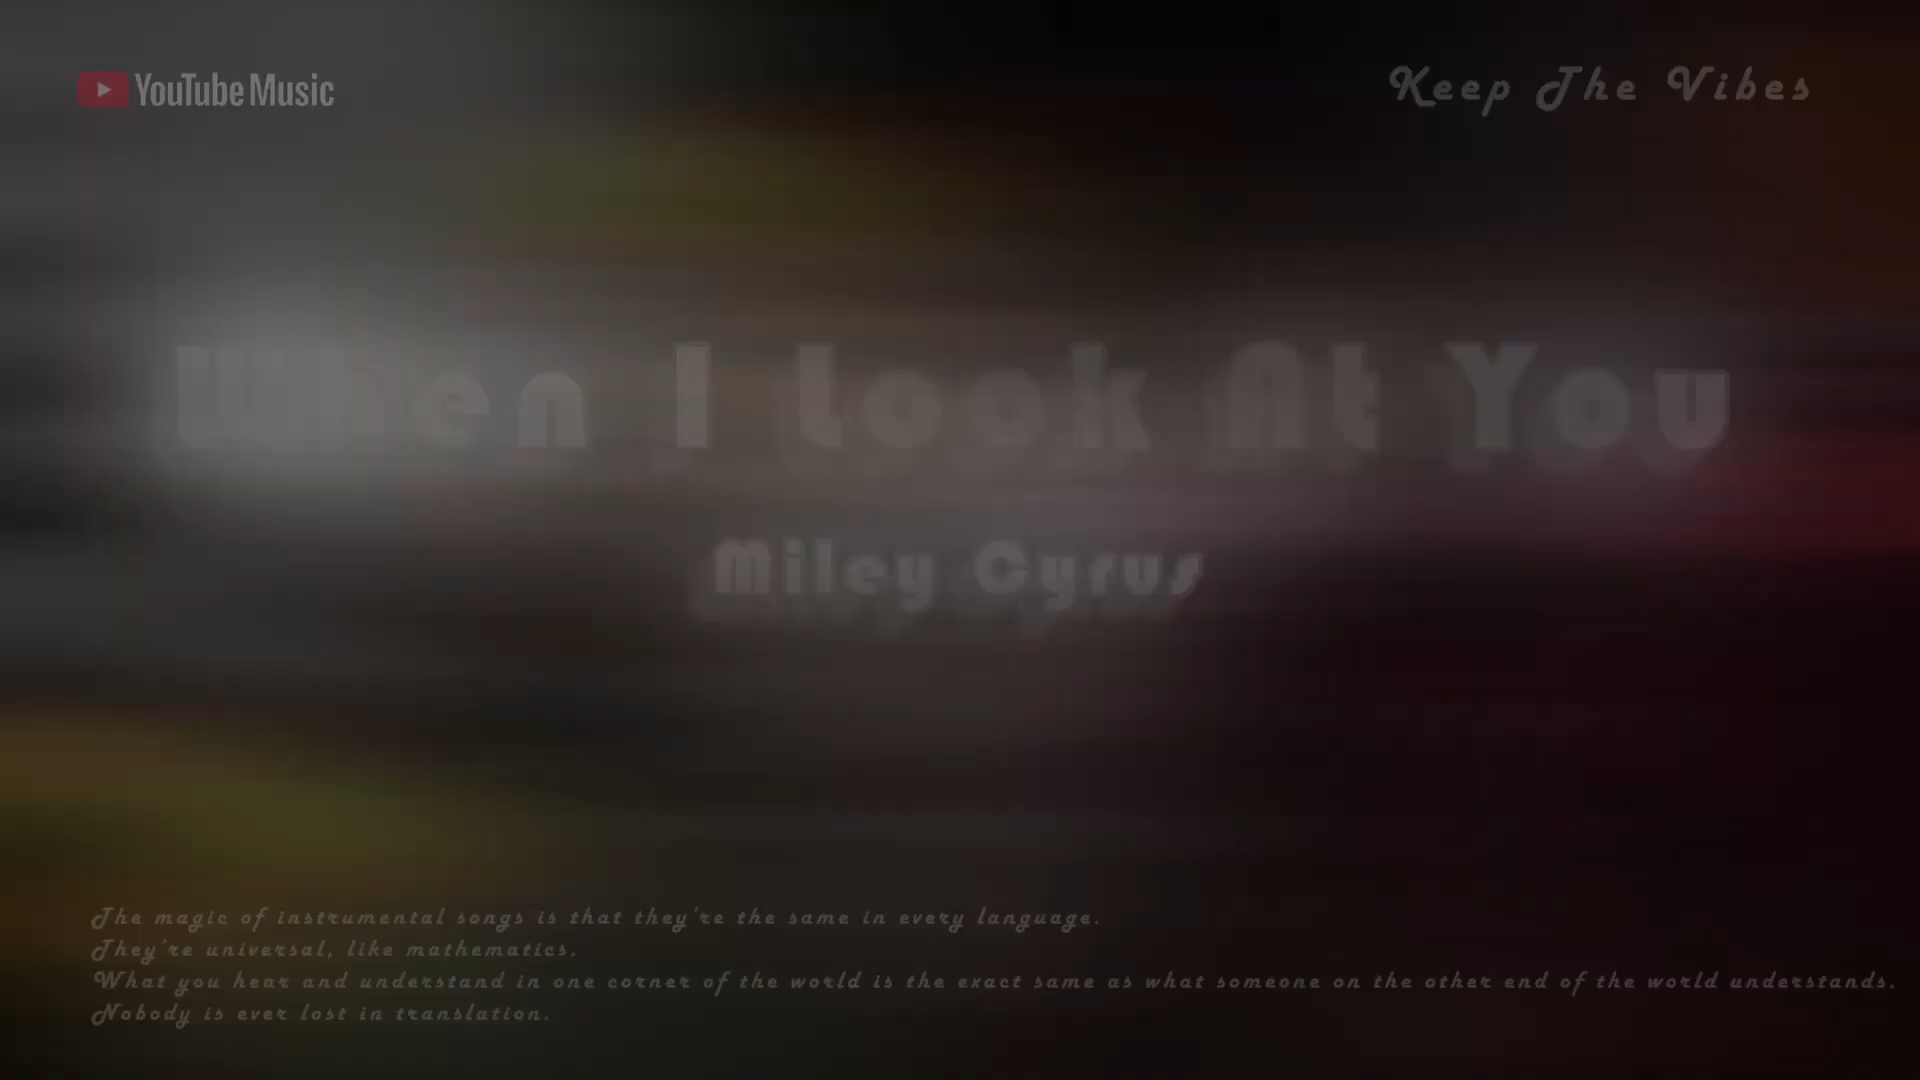 YouTube Music
Keep The Vibes
When I Look At You
Miley Cyrus
The magic of instrumental songs is that they're the same in every language.
They're universal, like mathematics.
What you hear and understand in one corner of the world is the exact same as what someone on the other end of the world understands.
Nobody is ever lost in translation.